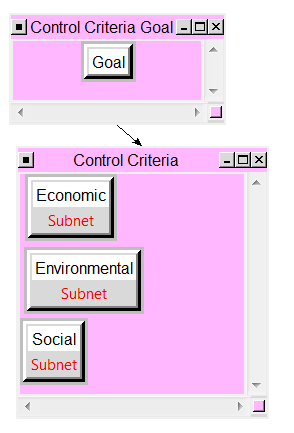 Control Criteria Goal
Goal
Control Criteria
Economic
Subnet
Environmental
Subnet
Social
Subnet